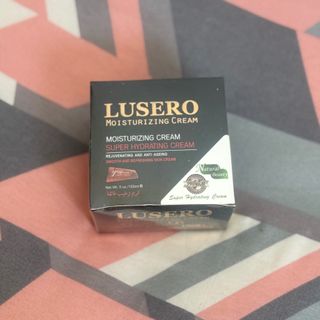 LUSERO
MOISTURIZING CREAM
MOISTURIZING CREAM
SUPER HYDRATING CREAM
REJUVENATING AND ANTI AGEING
SMOOTH AND REFRESHING SKIN CREAM
Natural
Beauty
Super Hydrating Cream
LUSERO